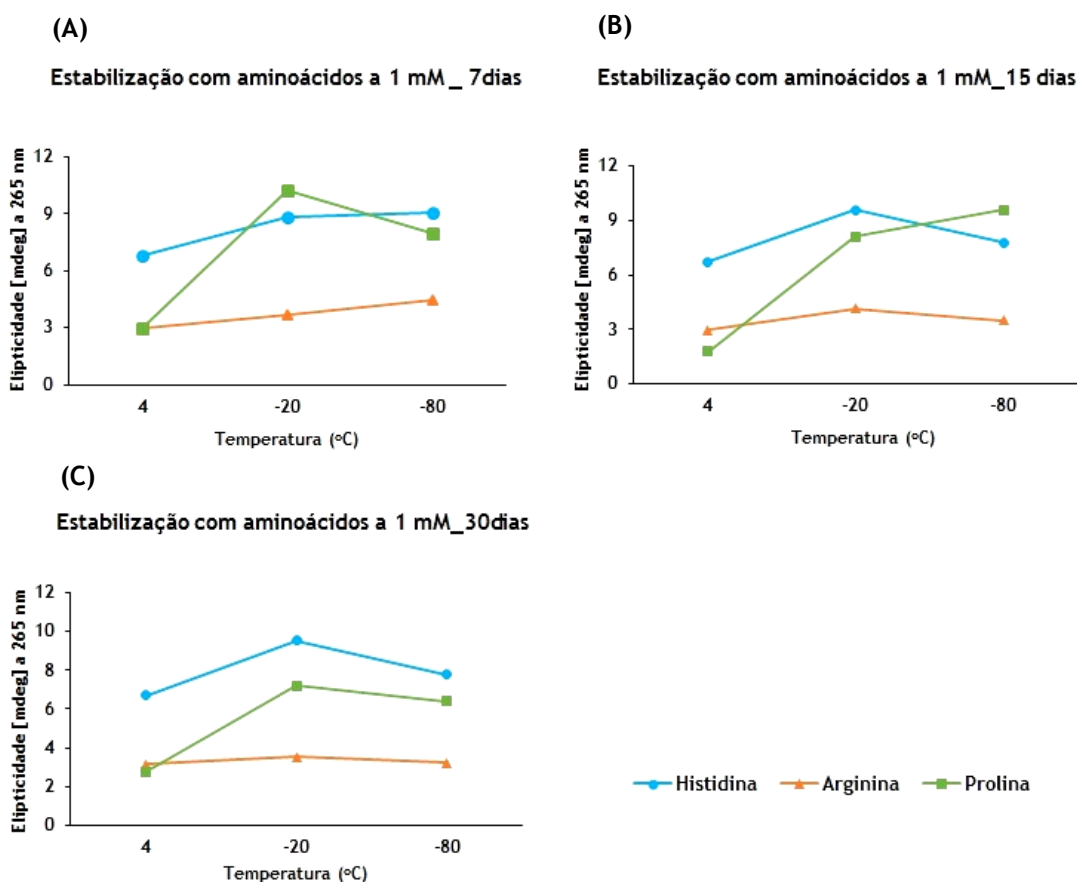 (A)
Estabilização com aminoácidos a 1 mM _ 7dias
Elipticidade [mdeg] a 265 nm
12
9
6
3
0
4
-20
-80
Temperatura (ºC)
(B)
Estabilização com aminoácidos a 1 mM_15 dias
Elipticidade [mdeg] a 265 nm
12
9
6
3
0
4
-20
-80
Temperatura (ºC)
(C)
Estabilização com aminoácidos a 1 mM_30dias
Elipticidade [mdeg] a 265 nm
12
10
8
6
4
2
0
4
-20
-80
Temperatura (ºC)
Histidina Arginina Prolina